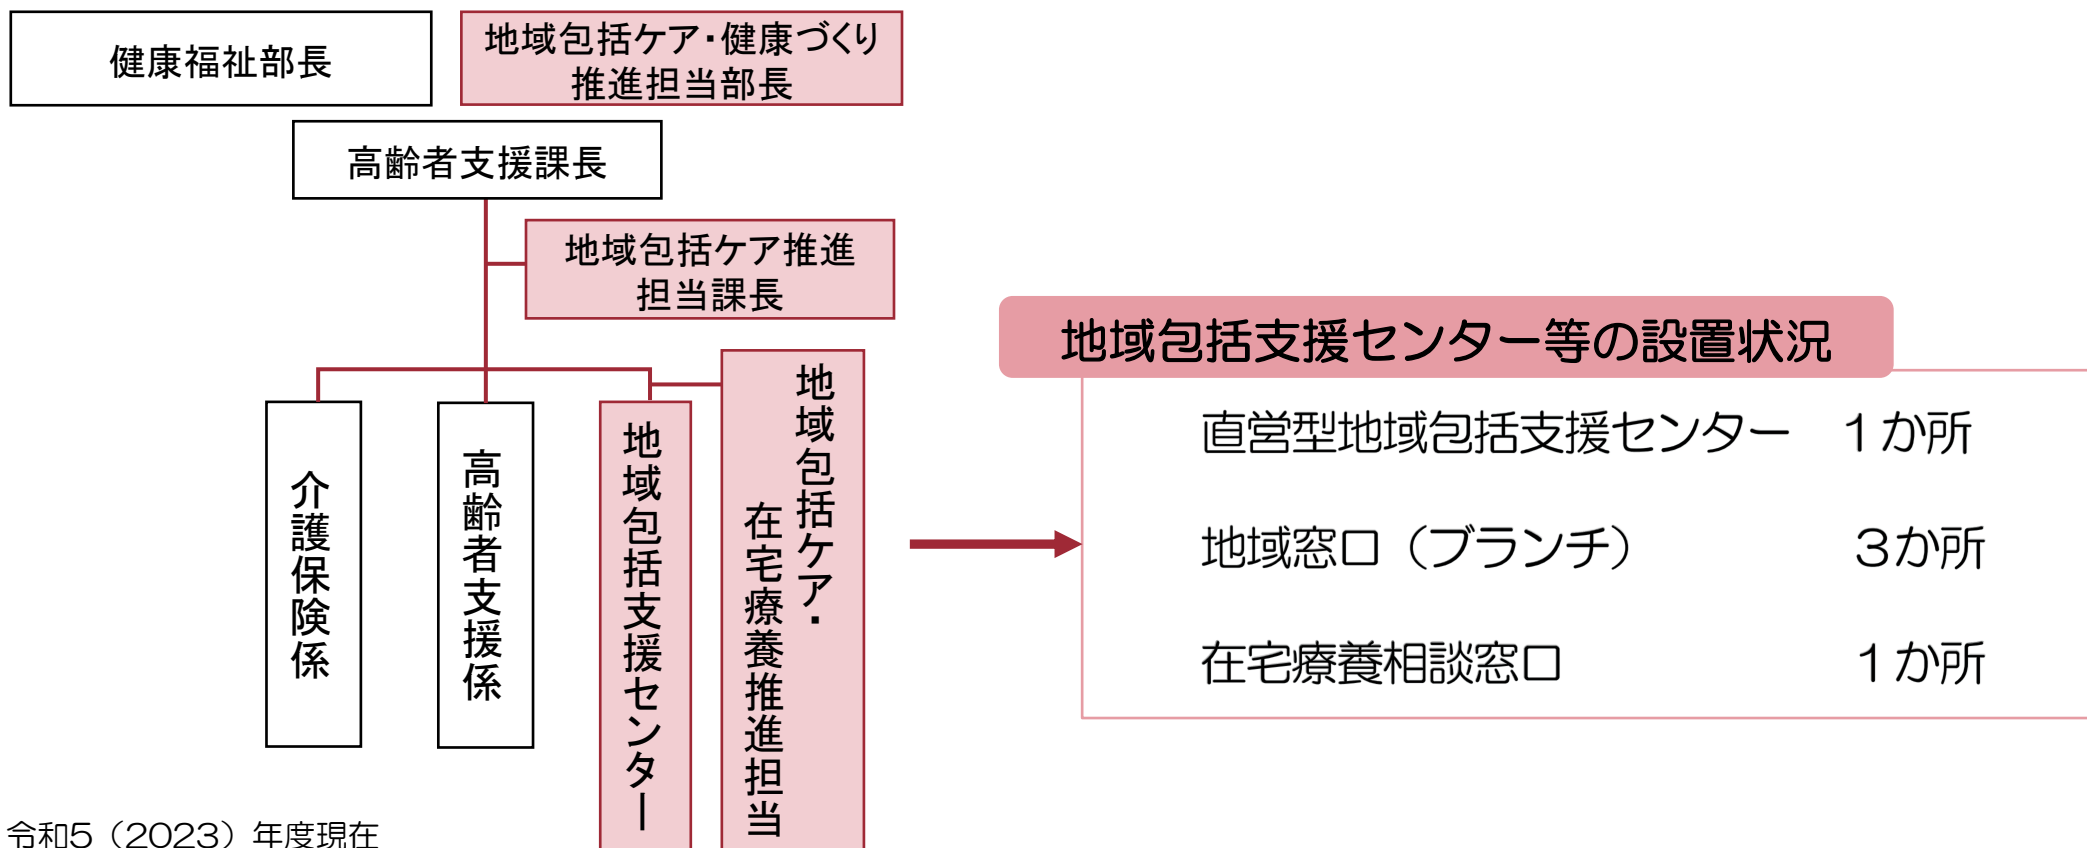 健康福祉部長
地域包括ケア・健康づくり
推進担当部長
高齢者支援課長
地域包括ケア推進
担当課長
介護保険係
高齢者支援係
地域包括支援センター
地域包括ケア・
在宅療養推進担当
地域包括支援センター等の設置状況
直営型地域包括支援センター　１か所
地域窓口（ブランチ）　３か所
在宅療養相談窓口　１か所
令和5（2023）年度現在